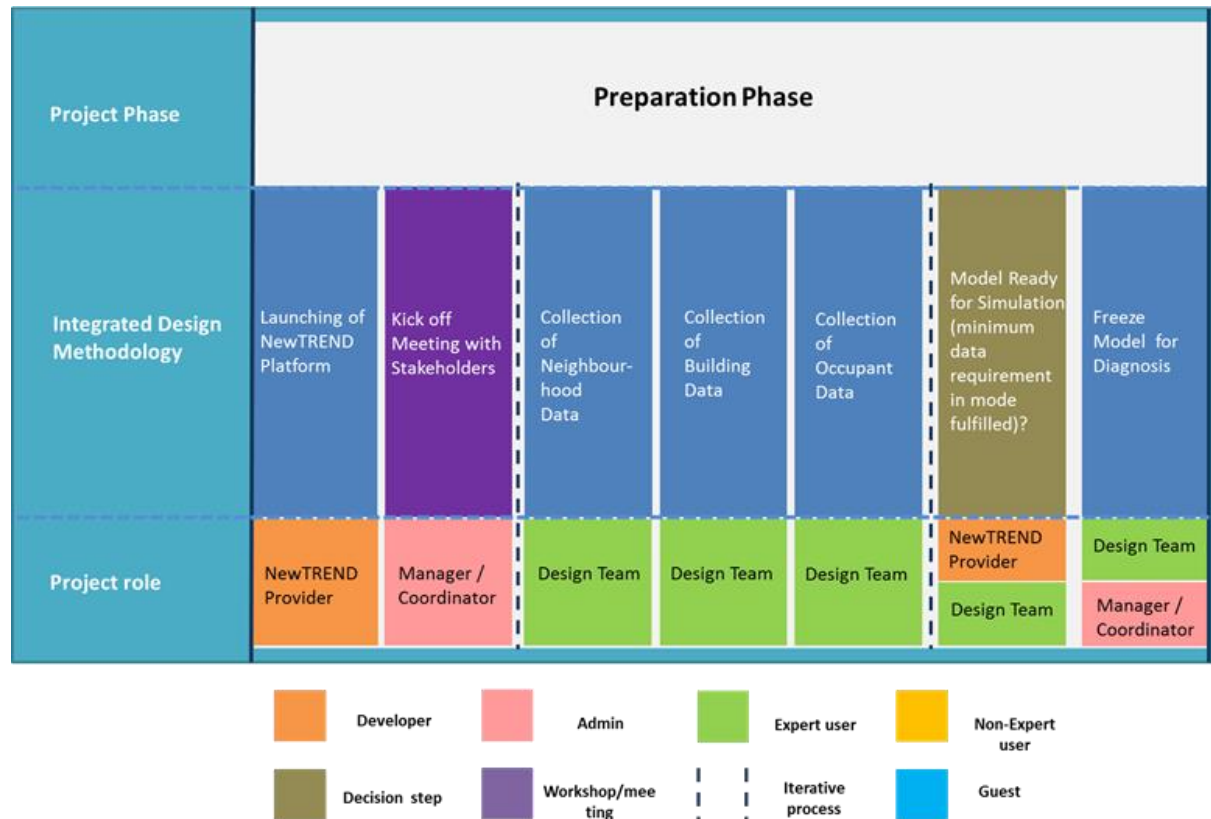 Project Phase
Preparation Phase
Integrated Design
Methodology
Launching of
NewTREND
Platform
Kick off
Meeting with
Stakeholders
Collection
of
Neighbour-
hood
Data
Collection
of
Building
Data
Collection
of
Occupant
Data
Model Ready
for Simulation
(minimum
data
requirement
in mode
fulfilled)?
Freeze
Model for
Diagnosis
Project role
NewTREND
Provider
Manager /
Coordinator
Design Team
Design Team
Design Team
NewTREND
Provider
Design Team
Design Team
Manager /
Coordinator
Developer
Admin
Expert user
Non-Expert
user
Decision step
Workshop/mee
ting
Iterative
process
Guest